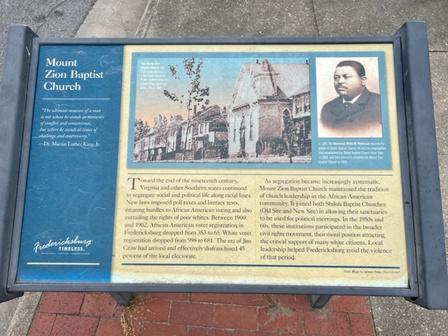 Mount
Zion Baptist
Church
"The ultimate measure of a man
is not where he stands in moments
of comfort and convenience,
but where he stands at times of
challenge and controversy."
—Dr. Martin Luther King, Jr.
Fredericksburg
TIMELESS.
Toward the end of the nineteenth century,
Virginia and other Southern states continued
to segregate social and political life along racial lines.
New laws imposed poll taxes and literacy tests,
creating hurdles to African American voting and also
curtailing the rights of poor whites. Between 1900
and 1902, African American voter registration in
Fredericksburg dropped from 353 to 65. White voter
registration dropped from 998 to 681. The era of Jim
Crow had arrived and effectively disfranchised 45
percent of the local electorate.
As segregation became increasingly systematic,
Mount Zion Baptist Church maintained the tradition
of church leadership in the African American
community. It joined both Shiloh Baptist Churches
(Old Site and New Site) in allowing their sanctuaries
to be used for political meetings. In the 1950s and
60s, these institutions participated in the broader
civil rights movement, their moral position attracting
the critical support of many white citizens. Local
leadership helped Fredericksburg avoid the violence
of that period.